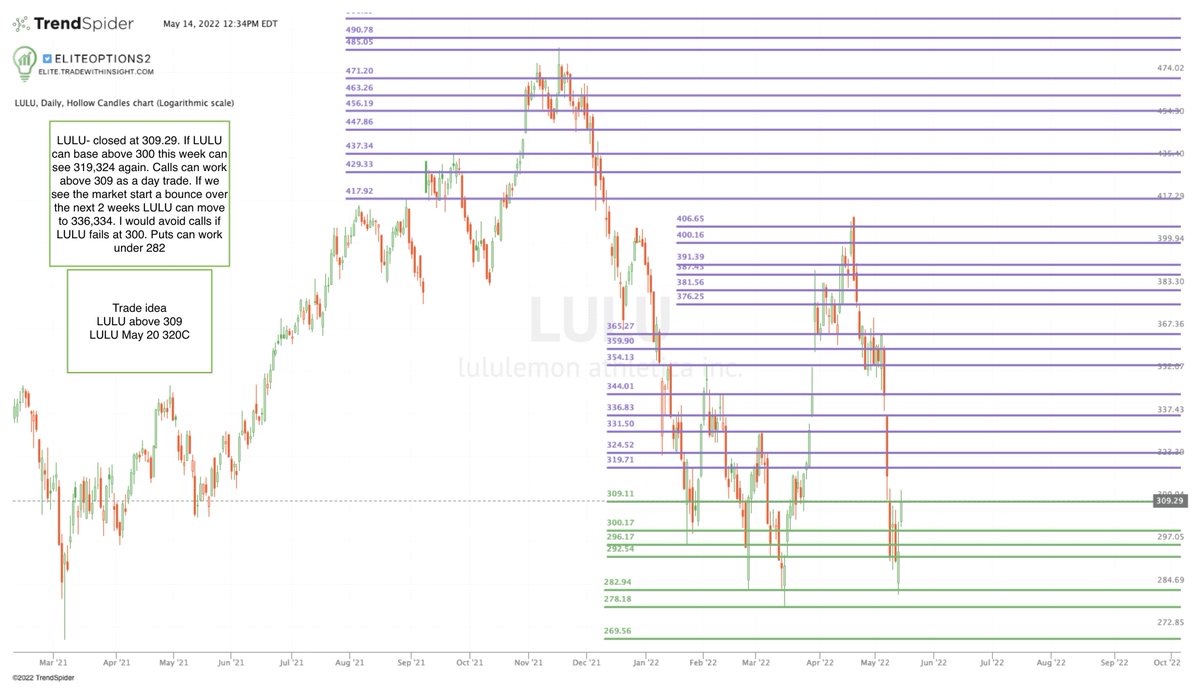 TrendSpider
May 14, 2022 12:34PM EDT
ELITEOPTIONS2
ELITE.TRADEWITHINSIGHT.COM
LULU, Daily, Hollow Candles chart (Logarithmic scale)
LULU- closed at 309.29. If LULU
can base above 300 this week can
see 319,324 again. Calls can work
above 309 as a day trade. If we
see the market start a bounce over
the next 2 weeks LULU can move
to 336,334. I would avoid calls if
LULU fails at 300. Puts can work
under 282
Trade idea
LULU above 309
LULU May 20 320C
490.78
485.05
471.20
463.26
456.19
447.86
437.34
429.33
417.92
406.65
400.16
391.39
387.45
381.56
376.25
365.27
359.90
354.13
344.01
336.83
331.50
324.52
319.71
309.11
300.17
296.17
292.54
282.94
278.18
269.56
LULU
lululemon athletica inc.
474.02
454.30
435.40
417.29
399.94
383.30
367.36
352.07
337.43
323.39
309.29
297.05
284.69
272.85
Mar '21
Apr '21
May '21
Jun '21
Jul '21
Aug '21
Sep '21
Oct '21
Nov '21
Dec '21
Jan '22
Feb '22
Mar '22
Apr '22
May '22
Jun '22
Jul '22
Aug '22
Sep '22
Oct '22
©2022 TrendSpider